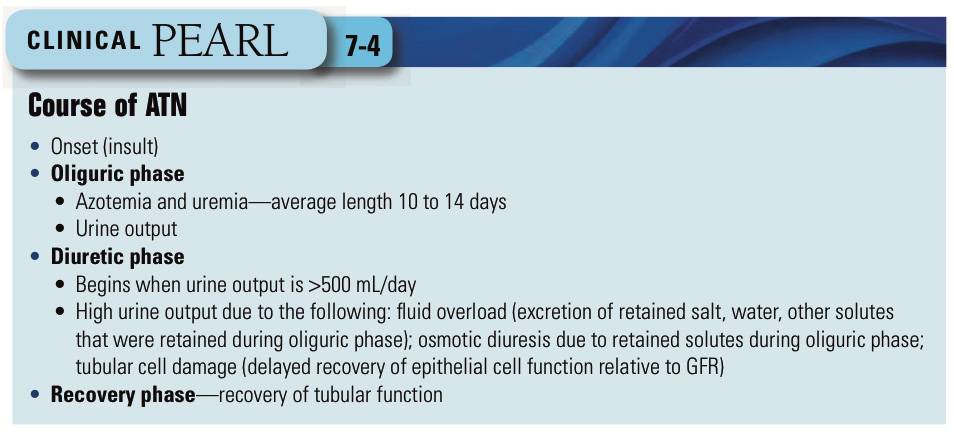 CLINICAL PEARL 7-4
Course of ATN
• Onset (insult)
• Oliguric phase
• Azotemia and uremia—average length 10 to 14 days
• Urine output
• Diuretic phase
• Begins when urine output is >500 mL/day
• High urine output due to the following: fluid overload (excretion of retained salt, water, other solutes
that were retained during oliguric phase); osmotic diuresis due to retained solutes during oliguric phase;
tubular cell damage (delayed recovery of epithelial cell function relative to GFR)
• Recovery phase—recovery of tubular function